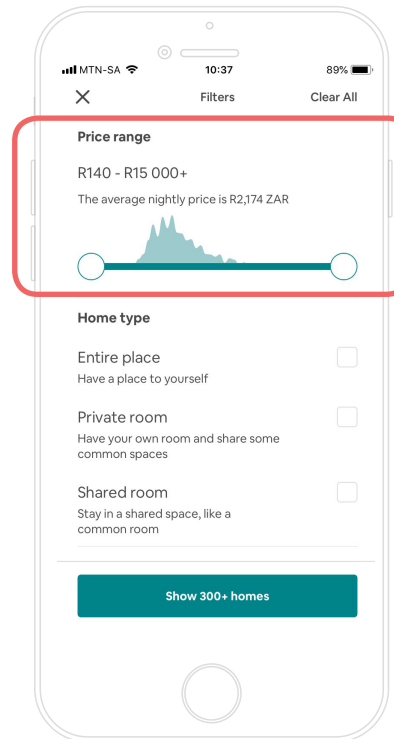 MTN-SA 10:37 89%
Filters Clear All
Price range
R140 - R15 000+
The average nightly price is R2,174 ZAR
Home type
Entire place
Have a place to yourself
Private room
Have your own room and share some
common spaces
Shared room
Stay in a shared space, like a
common room
Show 300+ homes